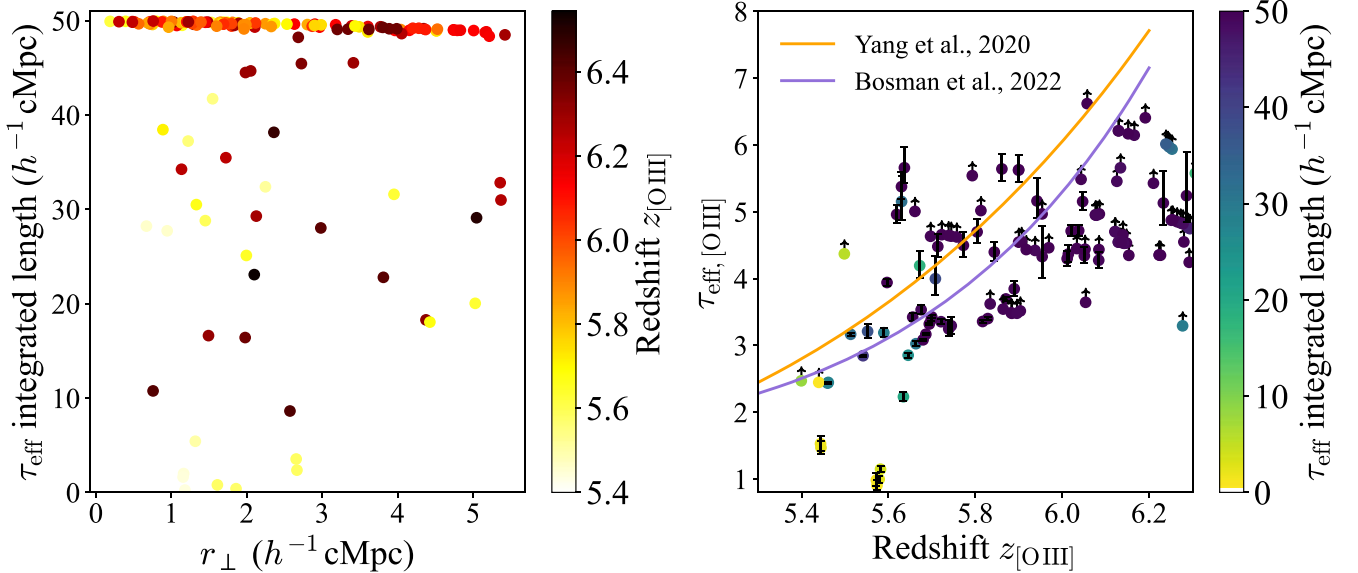 50
40
30
20
10
0
τeff integrated length (h−1 cMpc)
0 1 2 3 4 5
r⊥ (h−1 cMpc)
6.4
6.2
6.0
5.8
5.6
5.4
Redshift z[OIII]
8
7
6
5
4
3
2
1
τeff, [OIII]
Yang et al., 2020
Bosman et al., 2022
5.4 5.6 5.8 6.0 6.2
Redshift z[OIII]
50
40
30
20
10
0
τeff integrated length (h−1 cMpc)